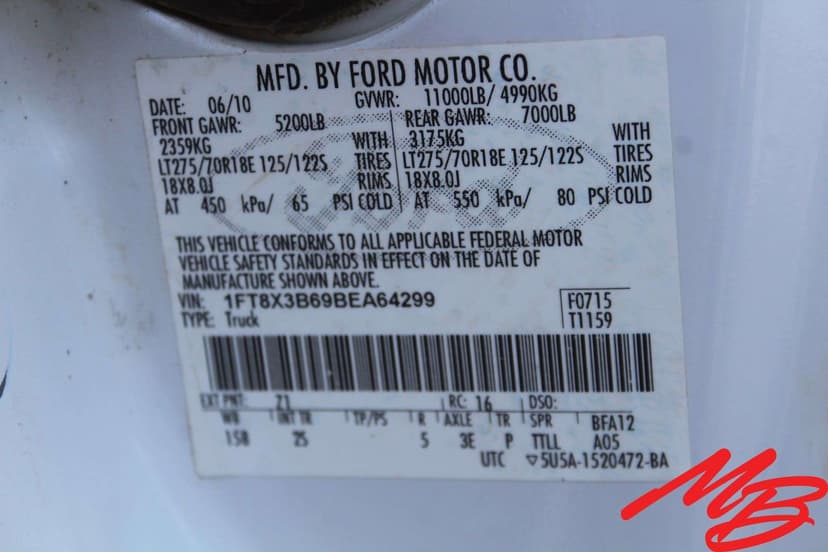 MFD. BY FORD MOTOR CO.
DATE: 06/10 GVWR: 11000LB/ 4990KG
FRONT GAWR: 5200LB REAR GAWR: 7000LB
2359KG WITH 3175KG WITH
LT275/70R18E 125/122S TIRES LT275/70R18E 125/122S TIRES
18X8.0J RIMS 18X8.0J RIMS
AT 450 kPa/ 65 PSI COLD AT 550 kPa/ 80 PSI COLD
THIS VEHICLE CONFORMS TO ALL APPLICABLE FEDERAL MOTOR
VEHICLE SAFETY STANDARDS IN EFFECT ON THE DATE OF
MANUFACTURE SHOWN ABOVE.
VIN: 1FT8X3B69BEA64299 F0715
TYPE: Truck T1159
EXT PNT: Z1 RC: 16 DSO:
WB INT TR TP/PS R AXLE TR SPR BFA12
158 2S 5 3E P TTLL A05
UTC ▽5U5A-1520472-BA
MB